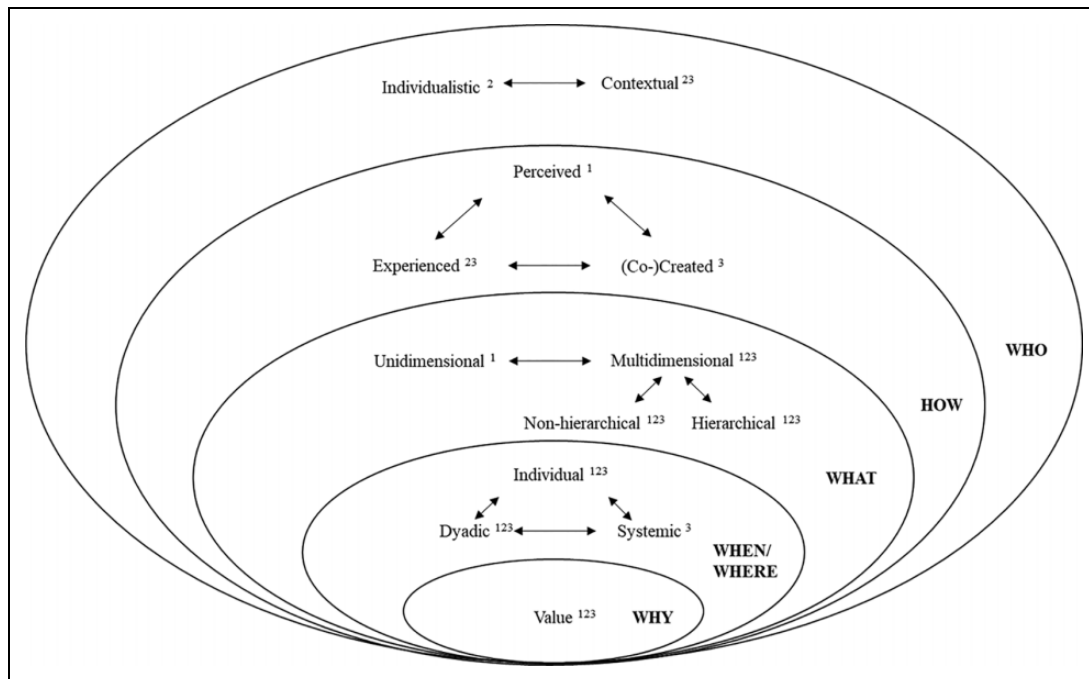 Individualistic ² Contextual ²³
Perceived ¹
Experienced ²³ (Co-)Created ³
WHO
Unidimensional ¹ Multidimensional ¹²³
HOW
Non-hierarchical ¹²³ Hierarchical ¹²³
Individual ¹²³ WHAT
Dyadic ¹²³ Systemic ³
WHEN/
WHERE
Value ¹²³ WHY